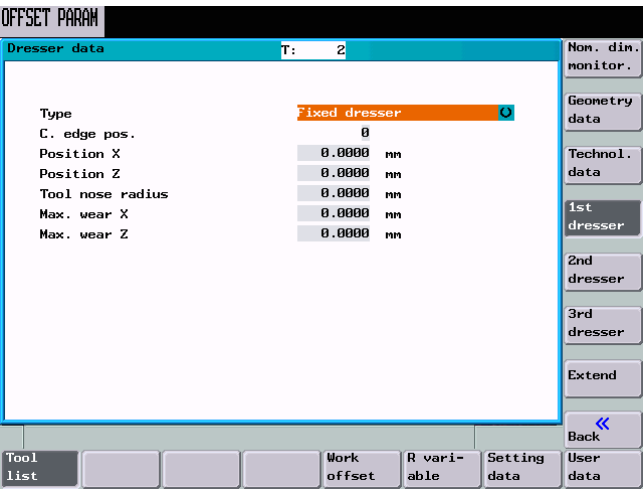 OFFSET PARAM
Dresser data T: 2
Type Fixed dresser
C. edge pos. 0
Position X 0.0000 mm
Position Z 0.0000 mm
Tool nose radius 0.0000 mm
Max. wear X 0.0000 mm
Max. wear Z 0.0000 mm
Nom. dim.
monitor.
Geometry
data
Technol.
data
1st
dresser
2nd
dresser
3rd
dresser
Extend
«
Back
Tool
list
Work
offset
R vari-
able
Setting
data
User
data